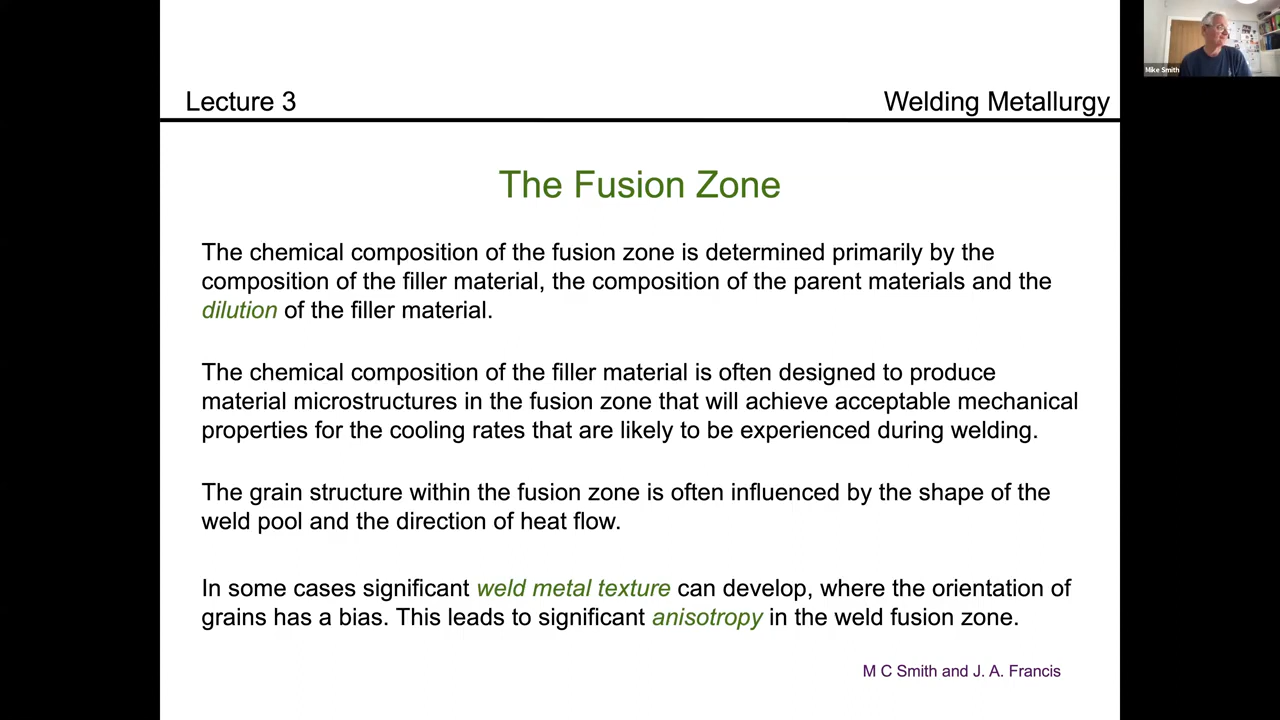 Lecture 3
Welding Metallurgy
Mike Smith
The Fusion Zone
The chemical composition of the fusion zone is determined primarily by the
composition of the filler material, the composition of the parent materials and the
dilution of the filler material.
The chemical composition of the filler material is often designed to produce
material microstructures in the fusion zone that will achieve acceptable mechanical
properties for the cooling rates that are likely to be experienced during welding.
The grain structure within the fusion zone is often influenced by the shape of the
weld pool and the direction of heat flow.
In some cases significant weld metal texture can develop, where the orientation of
grains has a bias. This leads to significant anisotropy in the weld fusion zone.
M C Smith and J. A. Francis